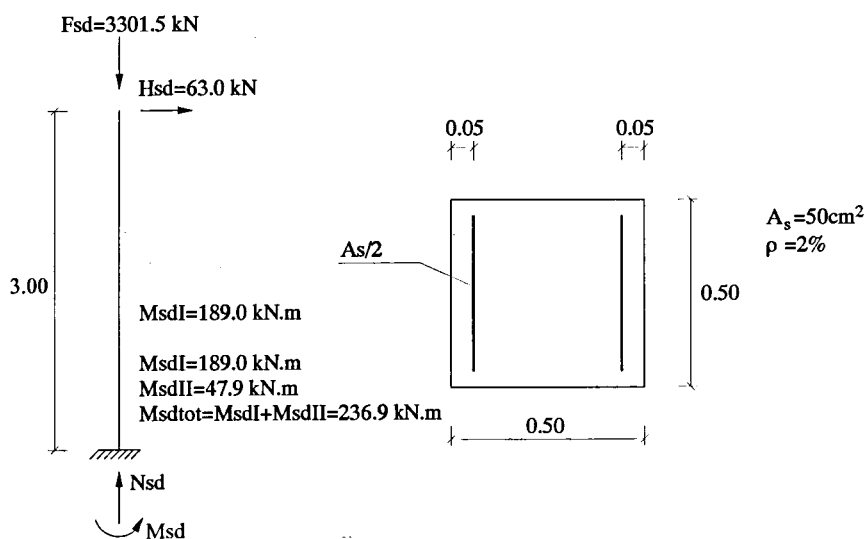 Fsd=3301.5 kN
Hsd=63.0 kN
3.00
MsdI=189.0 kN.m
MsdI=189.0 kN.m
MsdII=47.9 kN.m
Msdtot=MsdI+MsdII=236.9 kN.m
Nsd
Msd
0.05 0.05
As/2
0.50
0.50
As=50cm²
ρ =2%